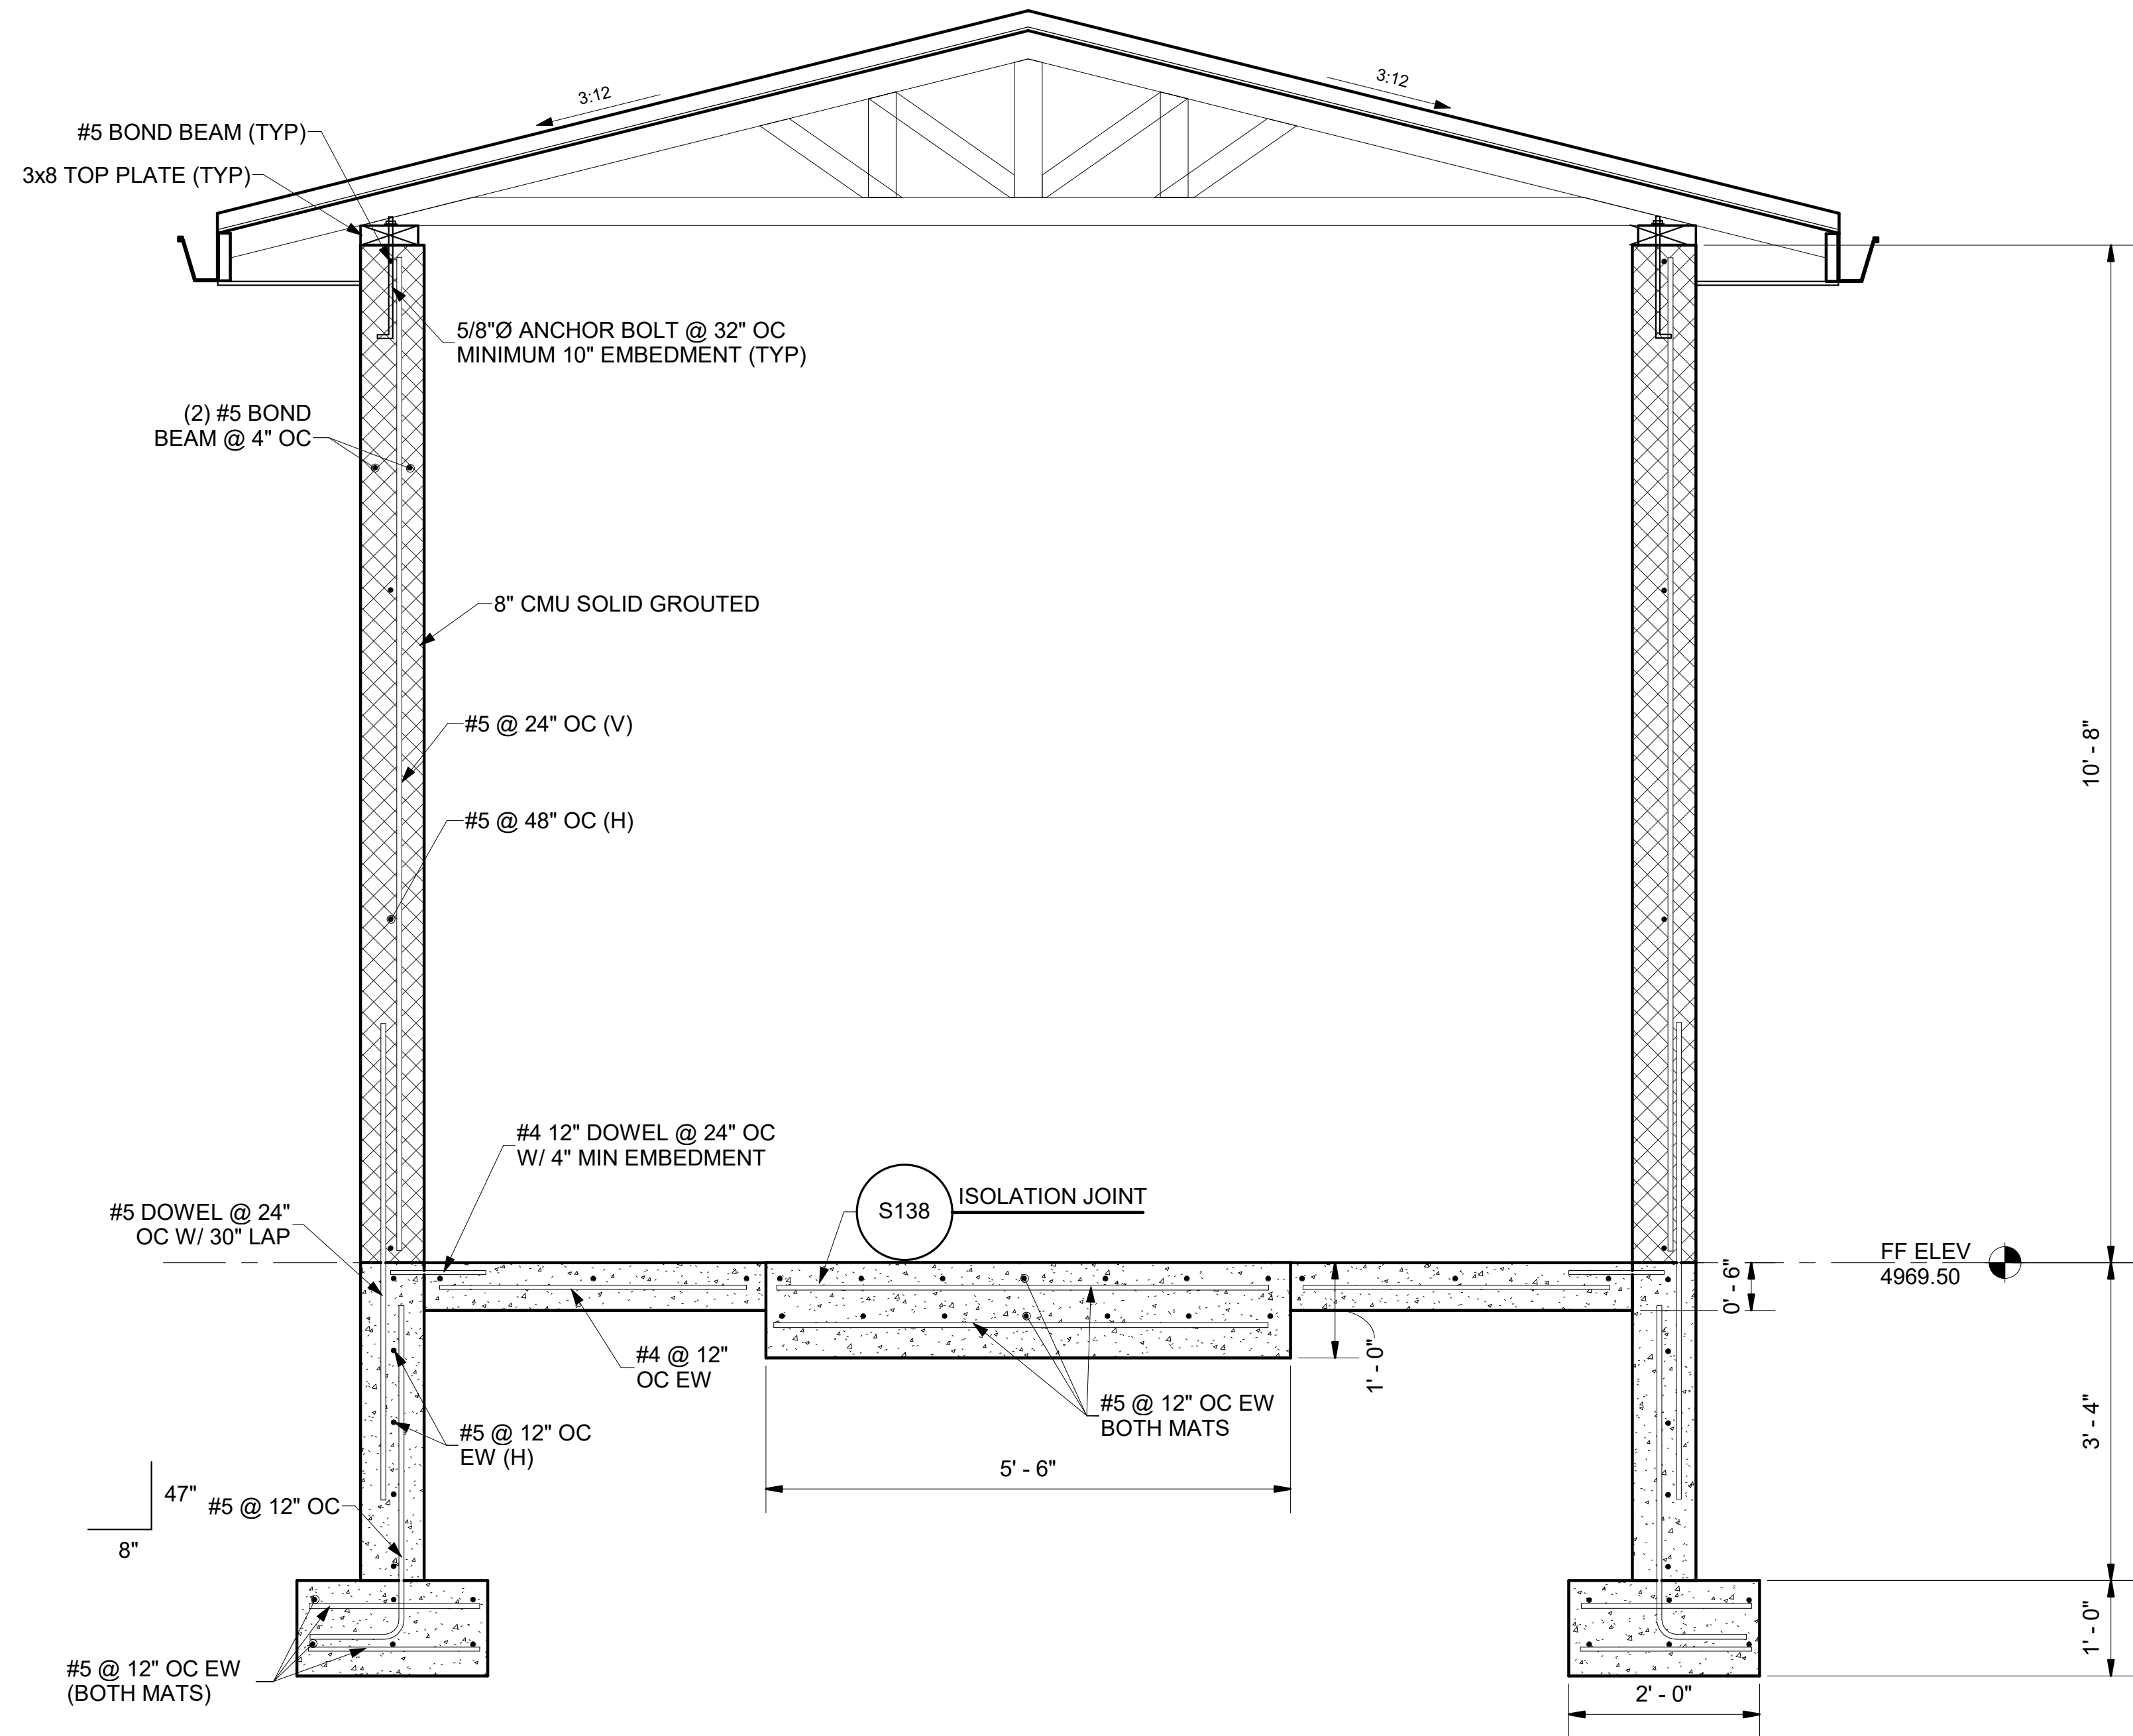 3:12
3:12
#5 BOND BEAM (TYP)
3x8 TOP PLATE (TYP)
5/8"Ø ANCHOR BOLT @ 32" OC
MINIMUM 10" EMBEDMENT (TYP)
(2) #5 BOND
BEAM @ 4" OC
8" CMU SOLID GROUTED
#5 @ 24" OC (V)
10' - 8"
#5 @ 48" OC (H)
#4 12" DOWEL @ 24" OC
W/ 4" MIN EMBEDMENT
#5 DOWEL @ 24"
OC W/ 30" LAP
S138
ISOLATION JOINT
FF ELEV
4969.50
0' - 6"
#4 @ 12"
OC EW
1' - 0"
#5 @ 12" OC EW
BOTH MATS
3' - 4"
#5 @ 12" OC
EW (H)
5' - 6"
47"
8"
#5 @ 12" OC
#5 @ 12" OC EW
(BOTH MATS)
1' - 0"
2' - 0"